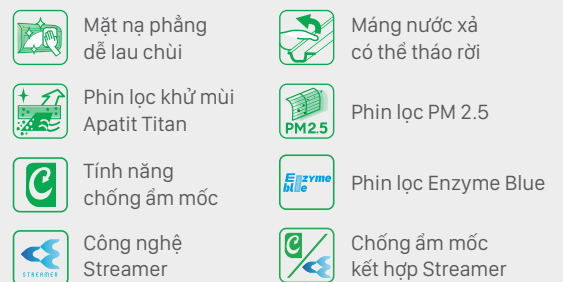 Mặt nạ phẳng
dễ lau chùi
Máng nước xả
có thể tháo rời
Phin lọc khử mùi
Apatit Titan
PM2.5
Phin lọc PM 2.5
Tính năng
chống ẩm mốc
Enzyme
blue
Phin lọc Enzyme Blue
STREAMER
Công nghệ
Streamer
Chống ẩm mốc
kết hợp Streamer